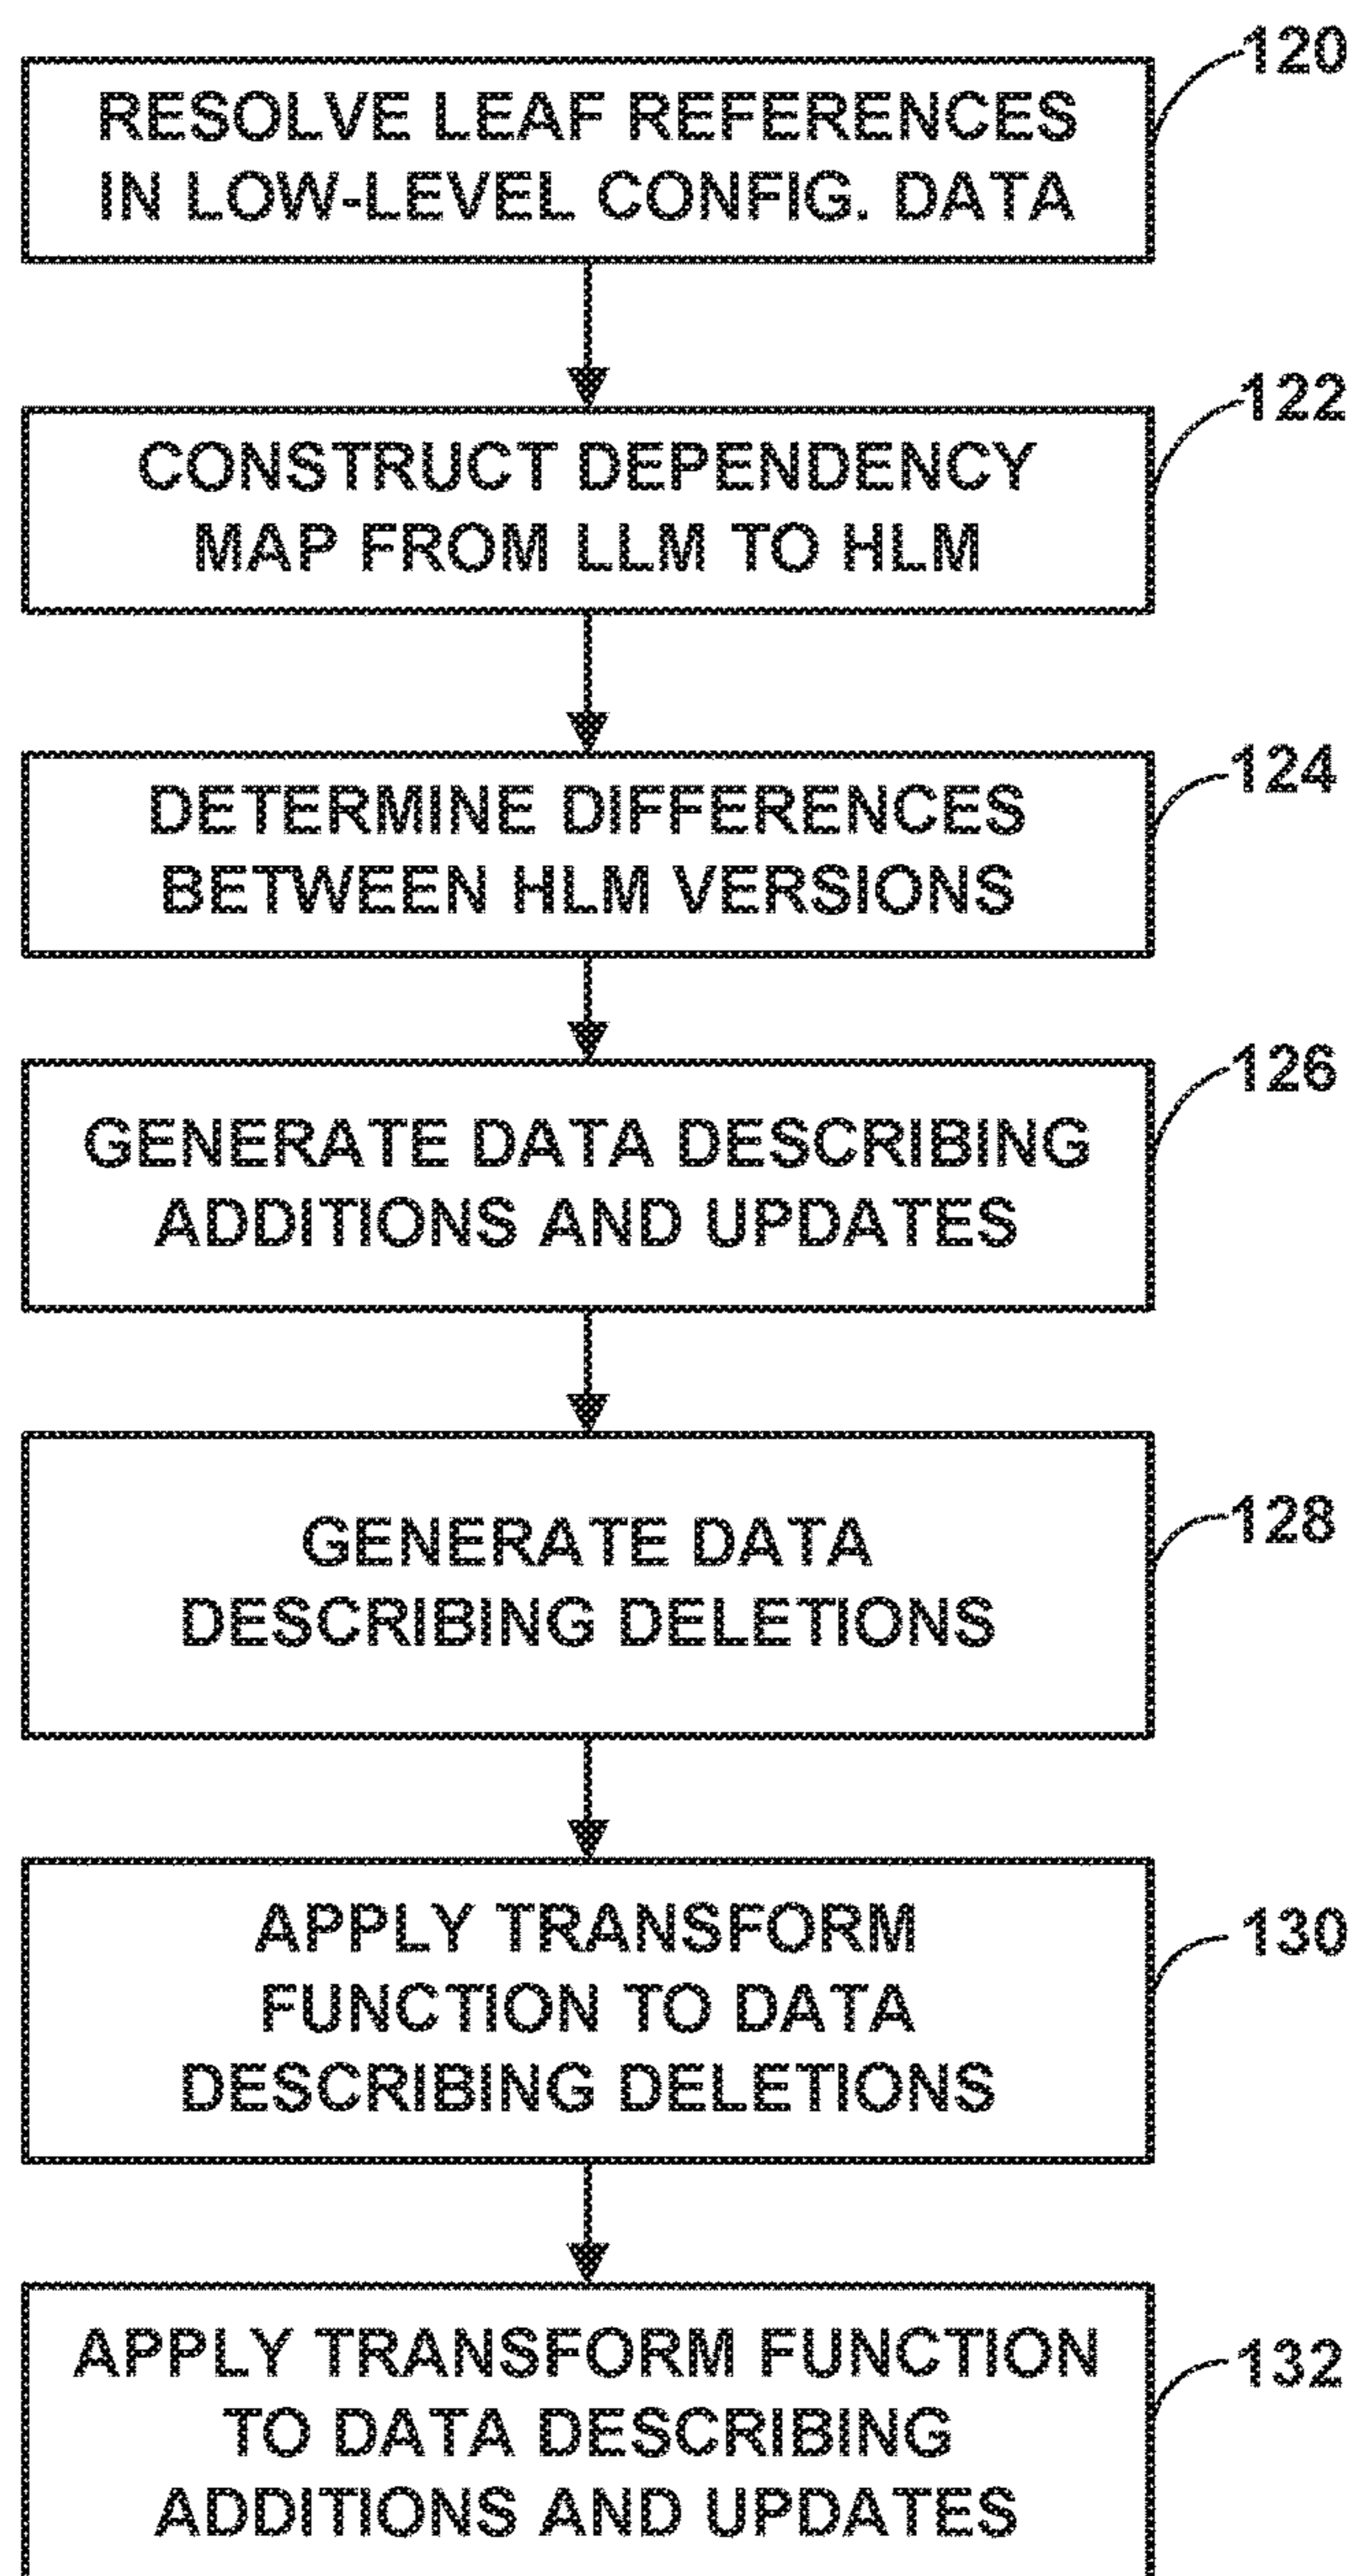 120
RESOLVE LEAF REFERENCES
IN LOW-LEVEL CONFIG. DATA
122
CONSTRUCT DEPENDENCY
MAP FROM LLM TO HLM
124
DETERMINE DIFFERENCES
BETWEEN HLM VERSIONS
126
GENERATE DATA DESCRIBING
ADDITIONS AND UPDATES
128
GENERATE DATA
DESCRIBING DELETIONS
130
APPLY TRANSFORM
FUNCTION TO DATA
DESCRIBING DELETIONS
132
APPLY TRANSFORM FUNCTION
TO DATA DESCRIBING
ADDITIONS AND UPDATES